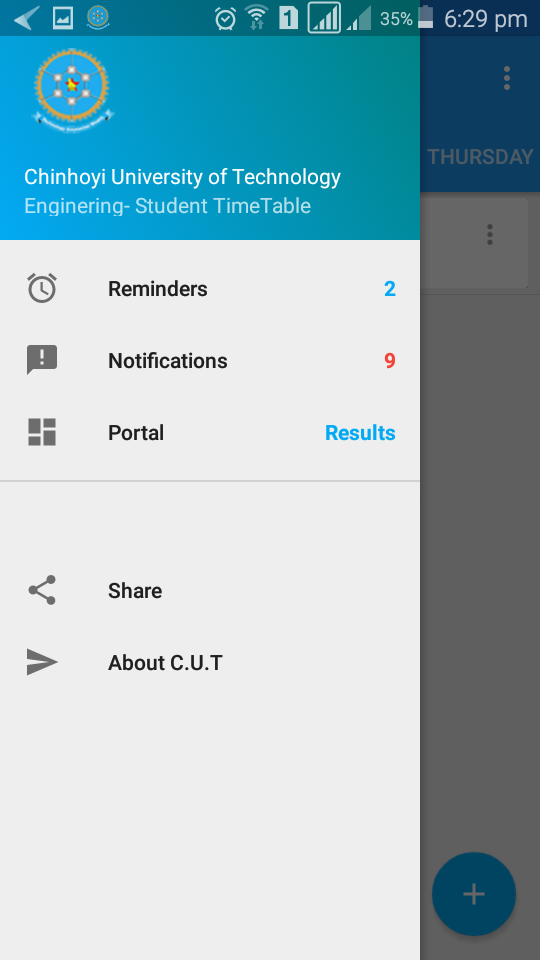 1
35% 6:29 pm
THURSDAY
Chinhoyi University of Technology
Enginering- Student TimeTable
Reminders 2
Notifications 9
Portal Results
Share
About C.U.T